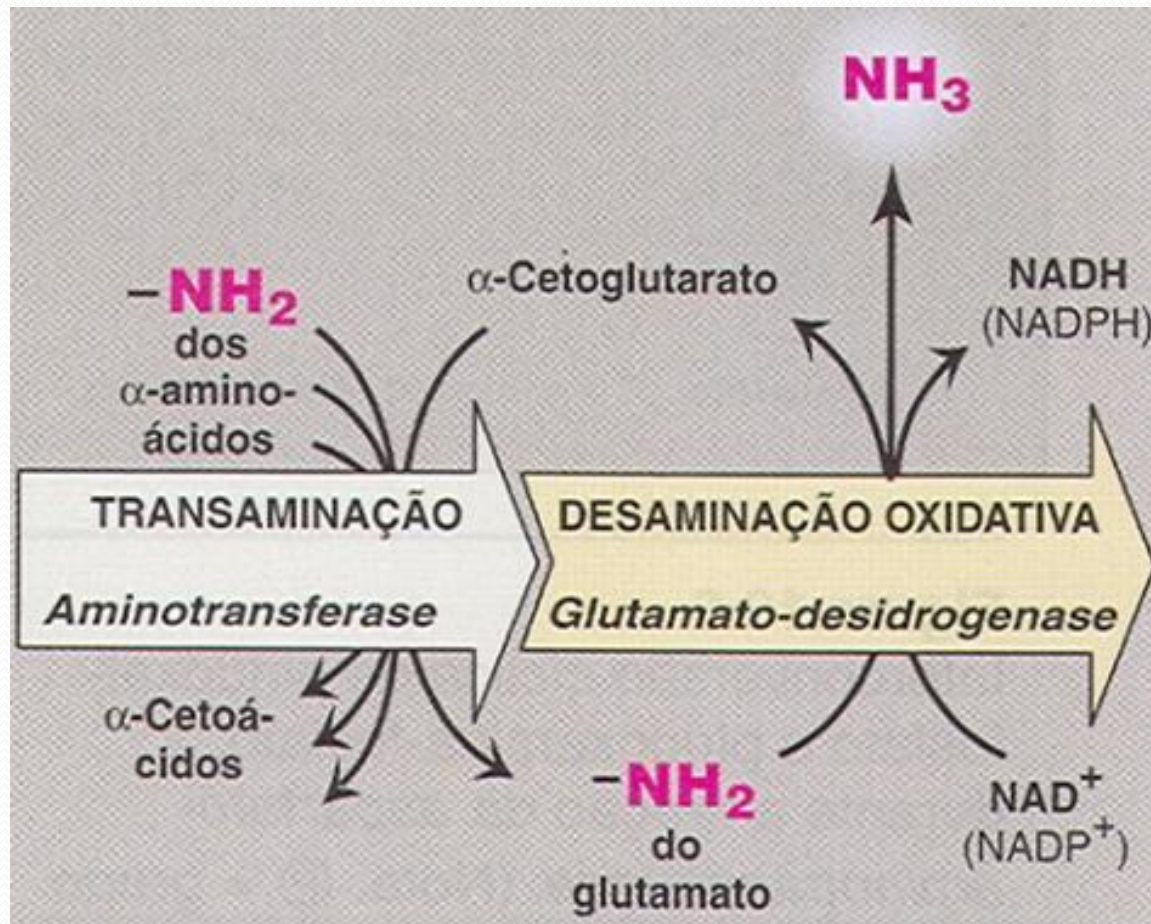 NH₃
–NH₂
dos
α-amino-
ácidos
α-Cetoglutarato
NADH
(NADPH)
TRANSAMINAÇÃO
Aminotransferase
DESAMINAÇÃO OXIDATIVA
Glutamato-desidrogenase
α-Cetoá-
cidos
–NH₂
do
glutamato
NAD⁺
(NADP⁺)